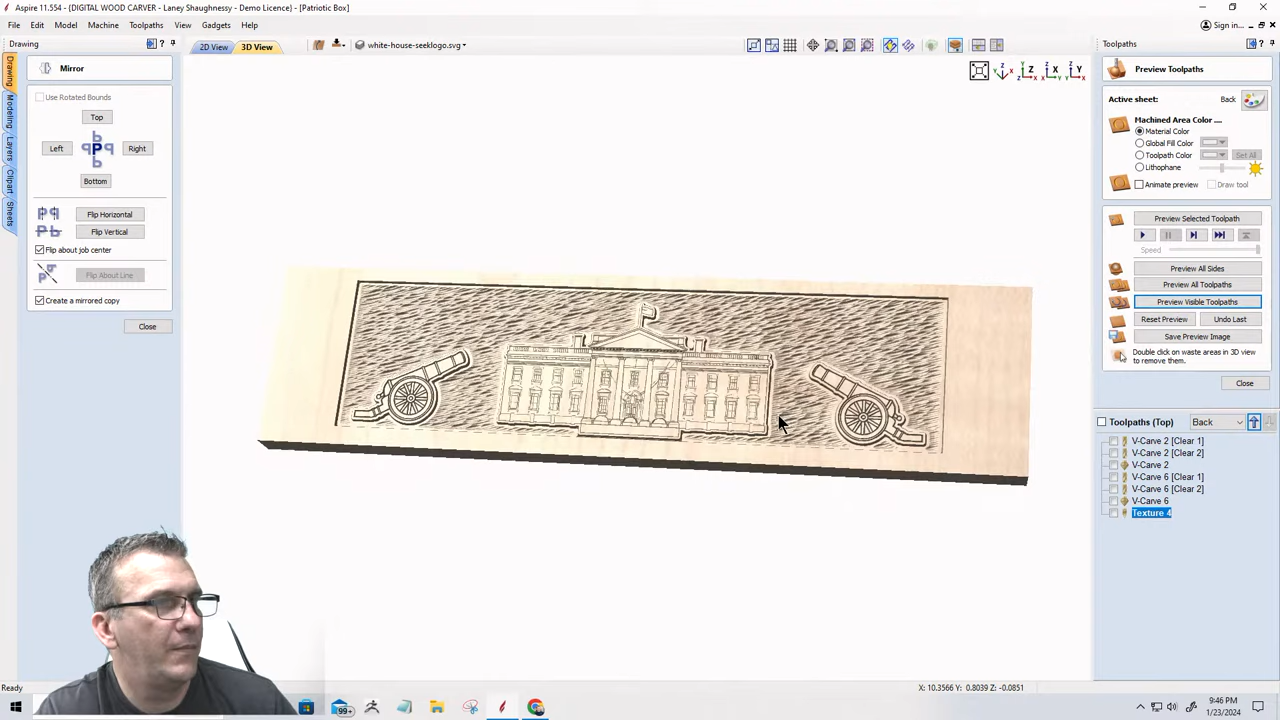 Aspire 11.554 - (DIGITAL WOOD CARVER - Laney Shaughnessy - Demo Licence) - [Patriotic Box]
File Edit Model Machine Toolpaths View Gadgets Help
Sign in...
Drawing
2D View
3D View
white-house-seeklogo.svg
Toolpaths
Mirror
Use Rotated Bounds
Top
Left
Right
Bottom
Flip Horizontal
Flip Vertical
Flip about job center
Flip About Line
Create a mirrored copy
Close
Drawing
Modeling
Layers
Clipart
Sheets
Z
X
Y
Preview Toolpaths
Active sheet: Back
Machined Area Color ....
Material Color
Global Fill Color
Toolpath Color
Set All
Lithophane
Animate preview
Draw tool
Preview Selected Toolpath
Speed
Preview All Sides
Preview All Toolpaths
Preview Visible Toolpaths
Reset Preview
Undo Last
Save Preview Image
Double click on waste areas in 3D view
to remove them.
Close
Toolpaths (Top)
Back
V-Carve 2 [Clear 1]
V-Carve 2 [Clear 2]
V-Carve 2
V-Carve 6 [Clear 1]
V-Carve 6 [Clear 2]
V-Carve 6
Texture 4
Ready
X: 10.3566 Y: 0.8039 Z: -0.0851
99+
9:46 PM
1/23/2024